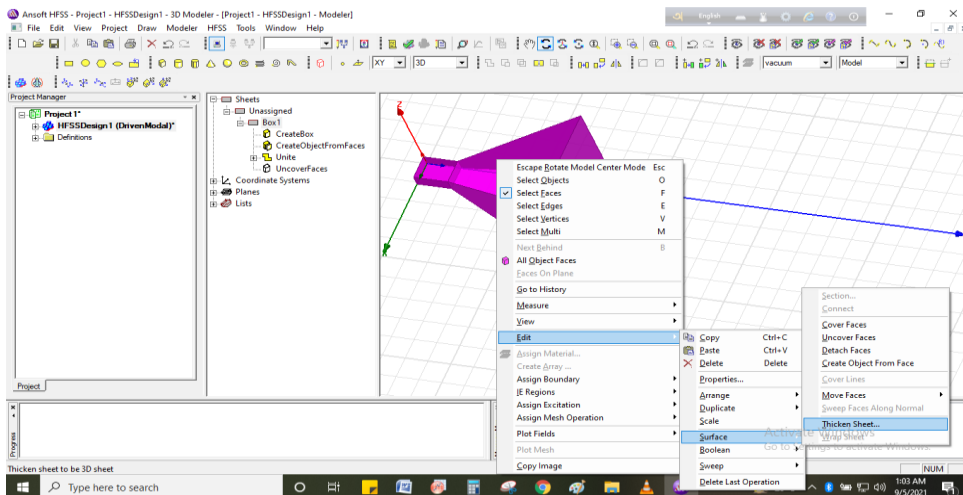 Ansoft HFSS - Project1 - HFSSDesign1 - 3D Modeler - [Project1 - HFSSDesign1 - Modeler]
English
File Edit View Project Draw Modeler HFSS Tools Window Help
XY 3D vacuum Model
Project Manager
Project1*
HFSSDesign1 (DrivenModal)*
Definitions
Project
Sheets
Unassigned
Box1
CreateBox
CreateObjectFromFaces
Unite
UncoverFaces
Coordinate Systems
Planes
Lists
Z
Escape Rotate Model Center Mode Esc
Select Objects O
Select Faces F
Select Edges E
Select Vertices V
Select Multi M
Next Behind B
All Object Faces
Faces On Plane
Go to History
Measure
View
Edit
Assign Material...
Create Array ...
Assign Boundary
IE Regions
Assign Excitation
Assign Mesh Operation
Plot Fields
Plot Mesh
Copy Image
Copy Ctrl+C
Paste Ctrl+V
Delete Delete
Properties...
Arrange
Duplicate
Scale
Surface
Boolean
Sweep
Delete Last Operation
Section...
Connect
Cover Faces
Uncover Faces
Detach Faces
Create Object From Face
Cover Lines
Move Faces
Sweep Faces Along Normal
Thicken Sheet...
Wrap Sheet
Activate Windows
Go to Settings to activate Windows.
Progress
Thicken sheet to be 3D sheet
NUM
Type here to search
1:03 AM
9/5/2021